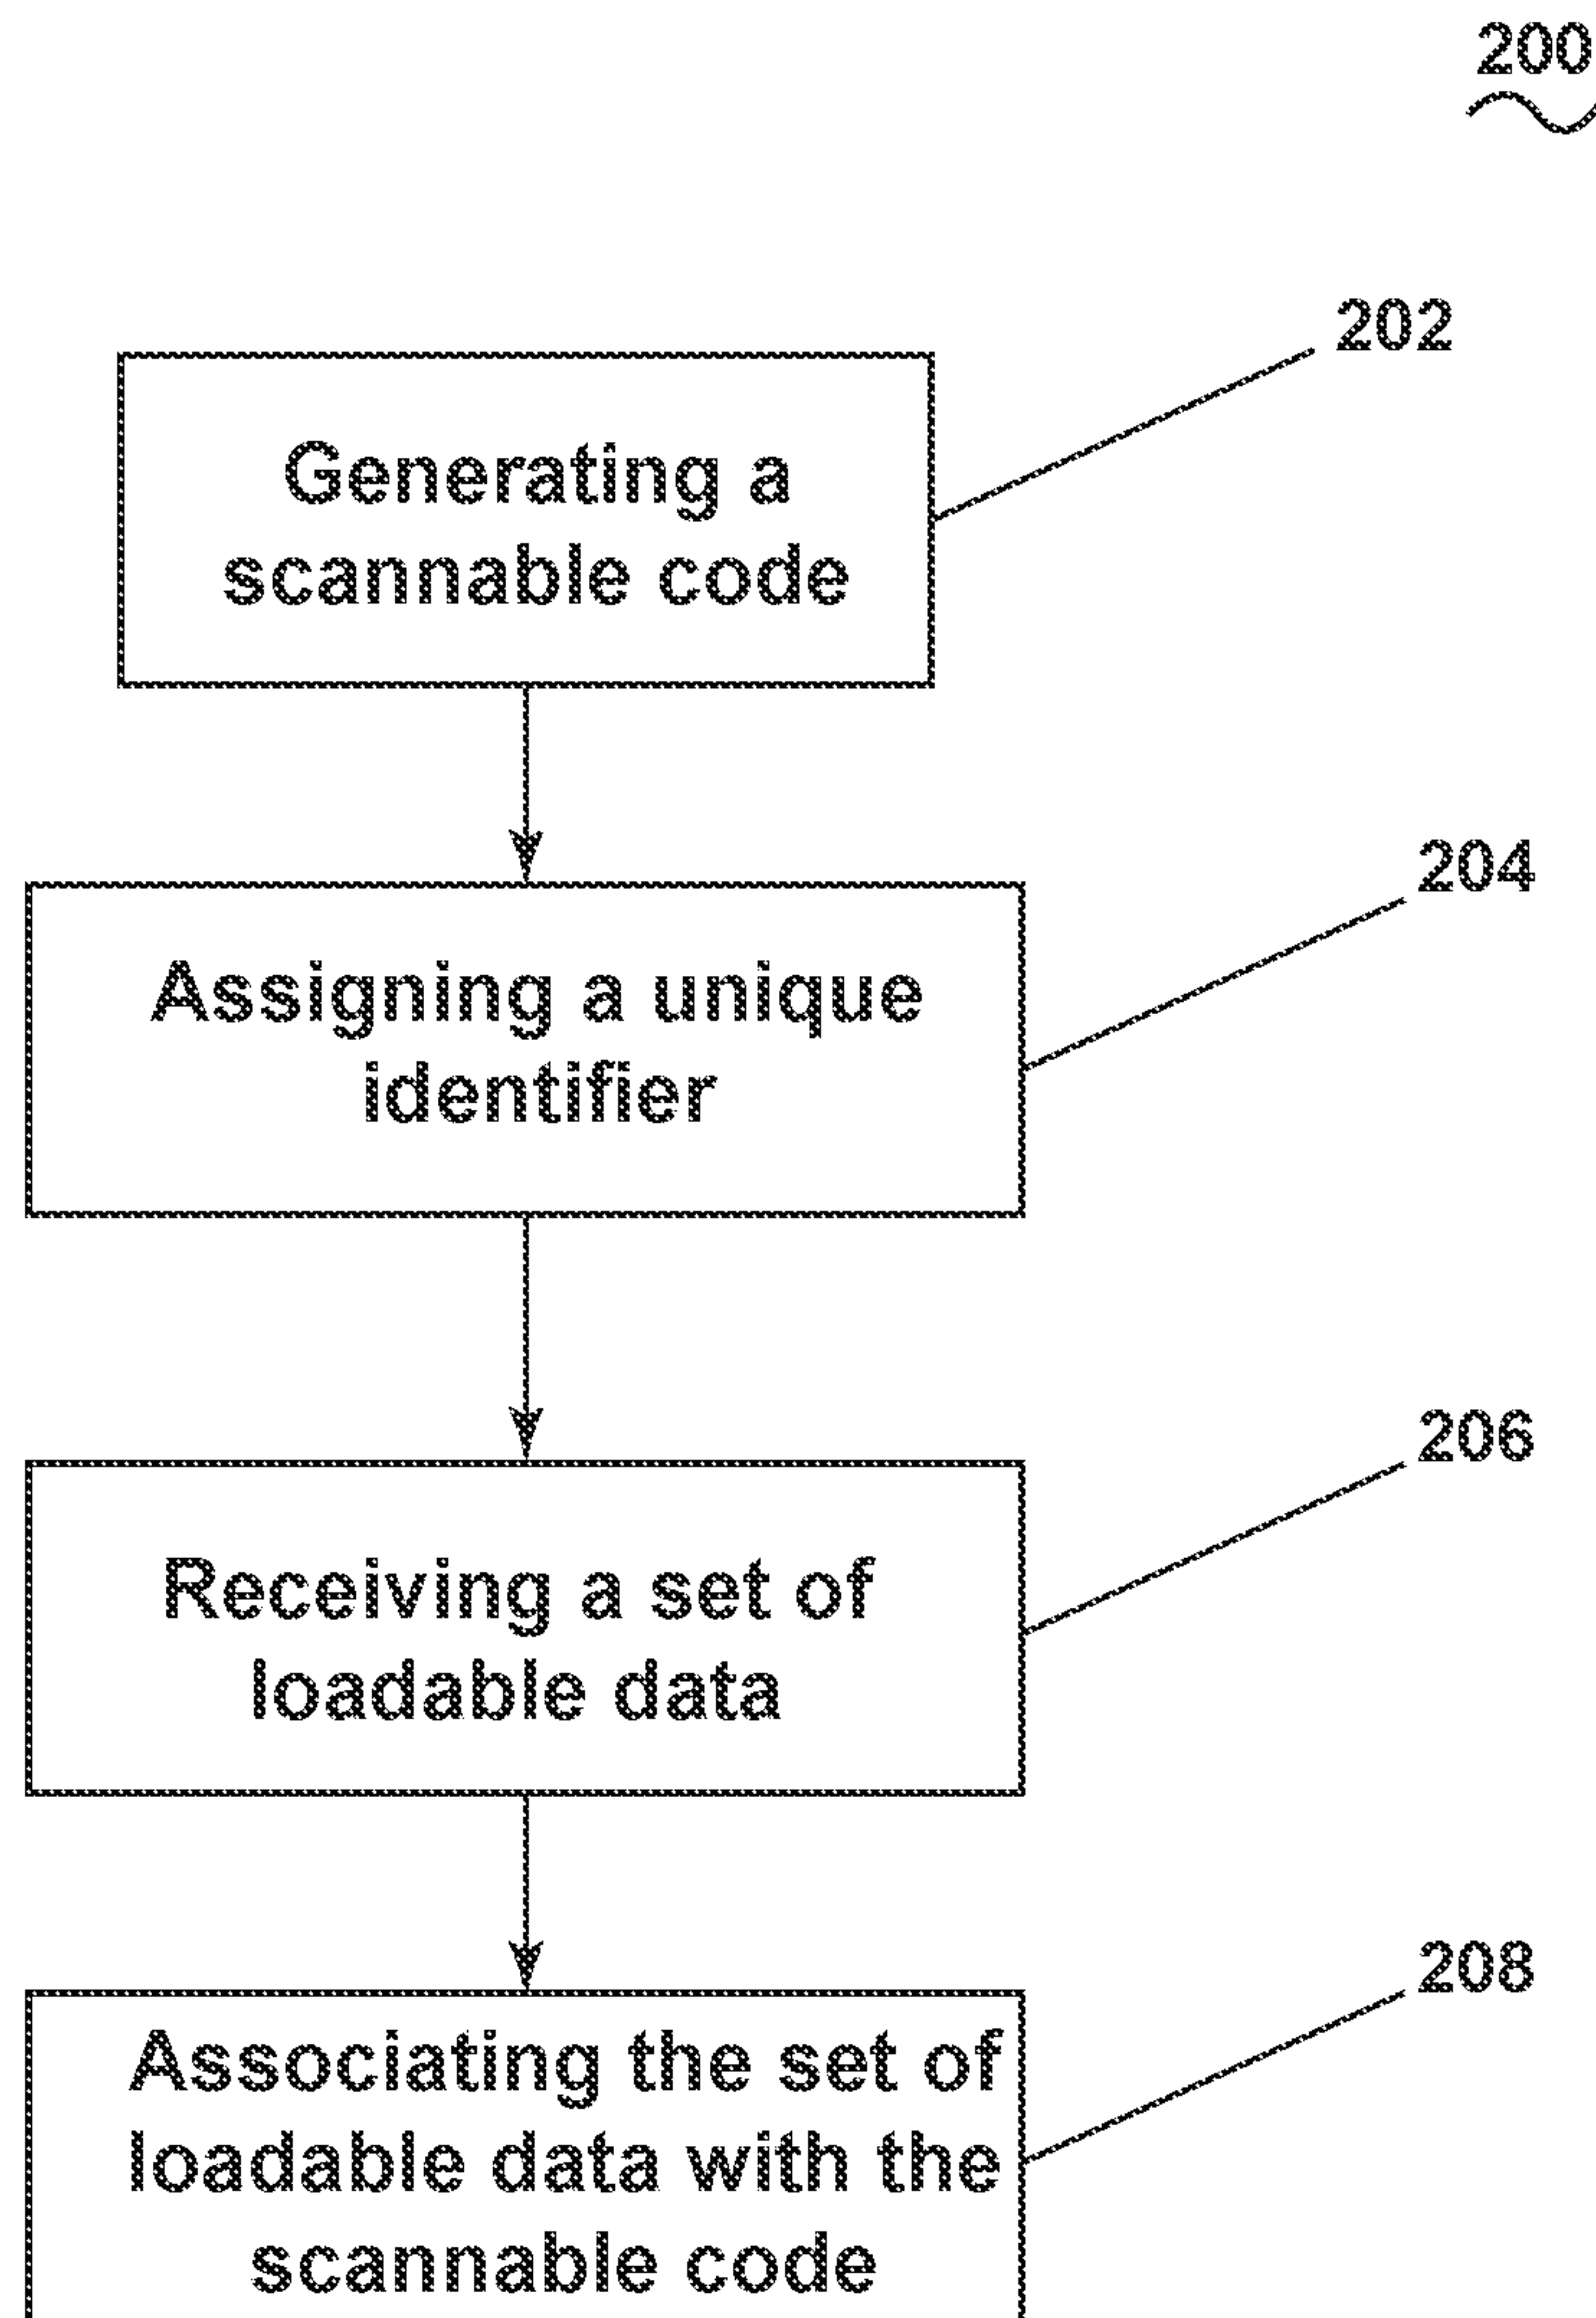 200
202
Generating a
scannable code
204
Assigning a unique
identifier
206
Receiving a set of
loadable data
208
Associating the set of
loadable data with the
scannable code